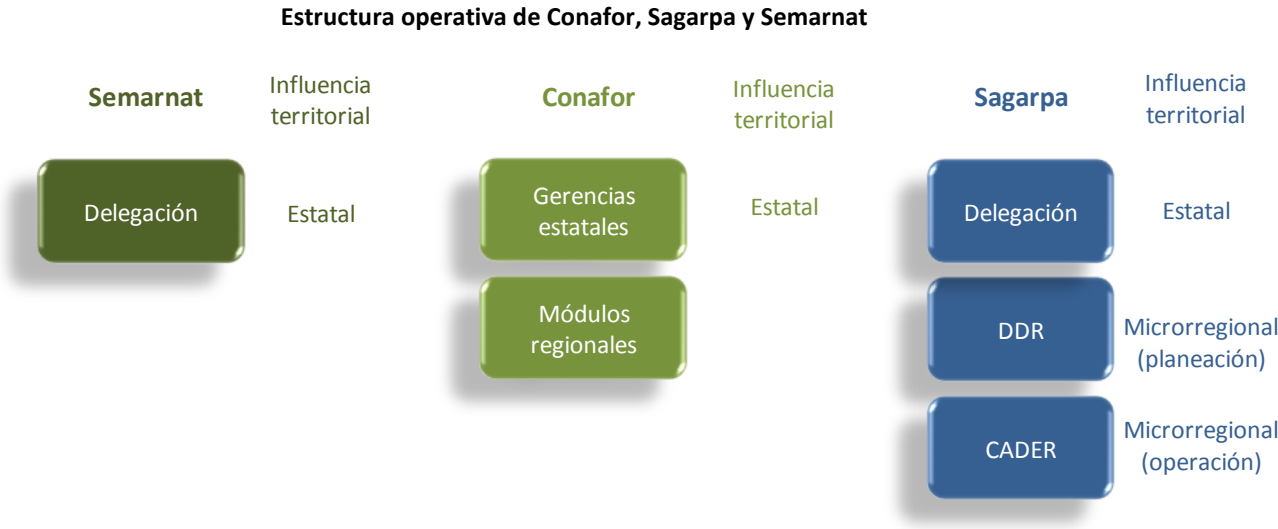 Estructura operativa de Conafor, Sagarpa y Semarnat
Semarnat
Influencia
territorial
Delegación
Estatal
Conafor
Influencia
territorial
Gerencias
estatales
Estatal
Módulos
regionales
Sagarpa
Influencia
territorial
Delegación
Estatal
DDR
Microrregional
(planeación)
CADER
Microrregional
(operación)